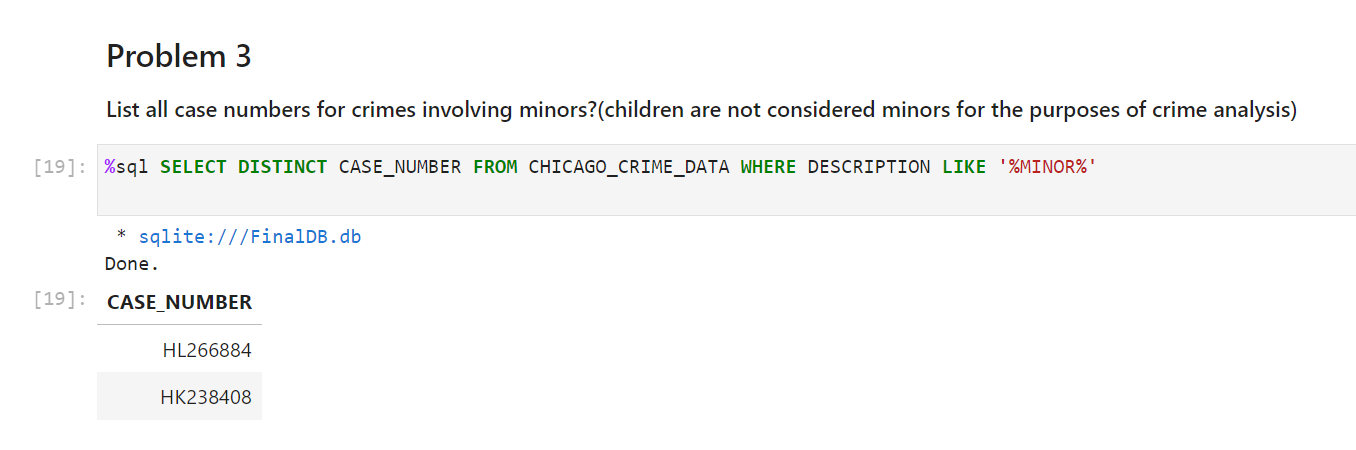 Problem 3
List all case numbers for crimes involving minors?(children are not considered minors for the purposes of crime analysis)
[19]: %sql SELECT DISTINCT CASE_NUMBER FROM CHICAGO_CRIME_DATA WHERE DESCRIPTION LIKE '%MINOR%'
* sqlite:///FinalDB.db
Done.
[19]: CASE_NUMBER
HL266884
HK238408